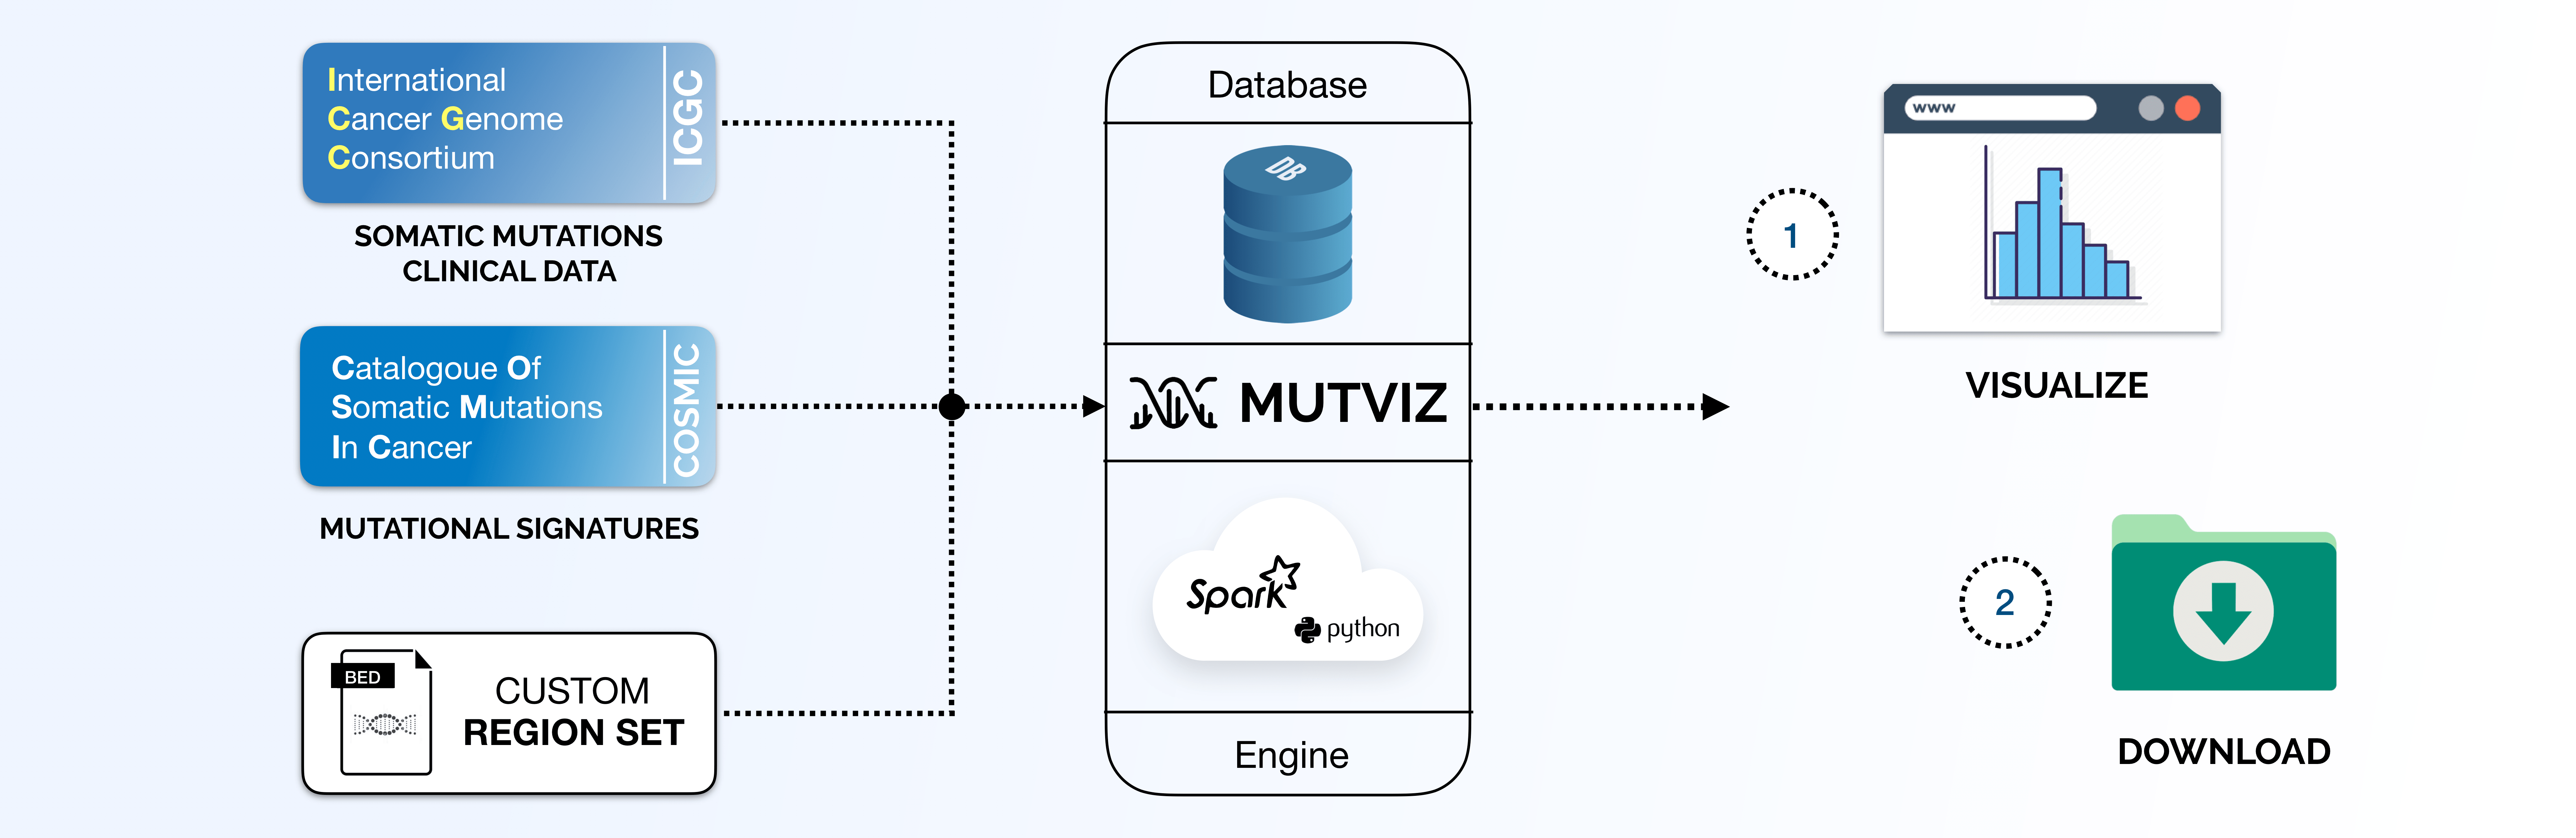 International
Cancer Genome
Consortium
ICGC
SOMATIC MUTATIONS
CLINICAL DATA
Catalogoue Of
Somatic Mutations
In Cancer
COSMIC
MUTATIONAL SIGNATURES
BED
CUSTOM
REGION SET
Database
DB
MUTVIZ
Spark
python
Engine
1
www
VISUALIZE
2
DOWNLOAD